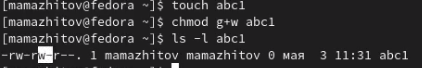 [mamazhitov@fedora ~]$ touch abc1
[mamazhitov@fedora ~]$ chmod g+w abc1
[mamazhitov@fedora ~]$ ls -l abc1
-rw-rw-r--. 1 mamazhitov mamazhitov 0 мая  3 11:31 abc1